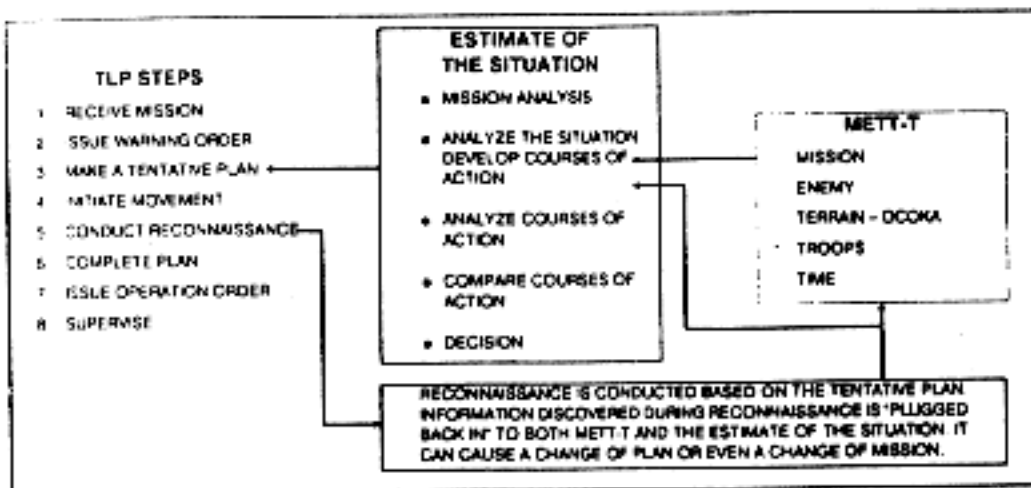 TLP STEPS
1 RECEIVE MISSION
2 ISSUE WARNING ORDER
3 MAKE A TENTATIVE PLAN
4 INITIATE MOVEMENT
5 CONDUCT RECONNAISSANCE
6 COMPLETE PLAN
7 ISSUE OPERATION ORDER
8 SUPERVISE
ESTIMATE OF
THE SITUATION
• MISSION ANALYSIS
• ANALYZE THE SITUATION
DEVELOP COURSES OF
ACTION
• ANALYZE COURSES OF
ACTION
• COMPARE COURSES OF
ACTION
• DECISION
METT-T
MISSION
ENEMY
TERRAIN – OCOKA
TROOPS
TIME
RECONNAISSANCE IS CONDUCTED BASED ON THE TENTATIVE PLAN.
INFORMATION DISCOVERED DURING RECONNAISSANCE IS "PLUGGED
BACK IN" TO BOTH METT-T AND THE ESTIMATE OF THE SITUATION. IT
CAN CAUSE A CHANGE OF PLAN OR EVEN A CHANGE OF MISSION.